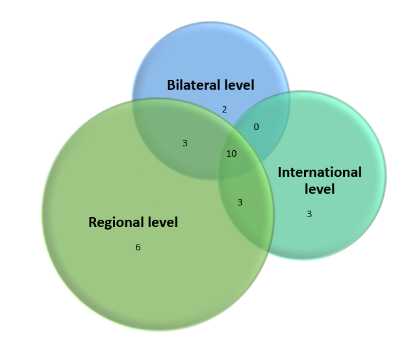 Bilateral level
2
0
3
10
International
level
3
3
Regional level
6